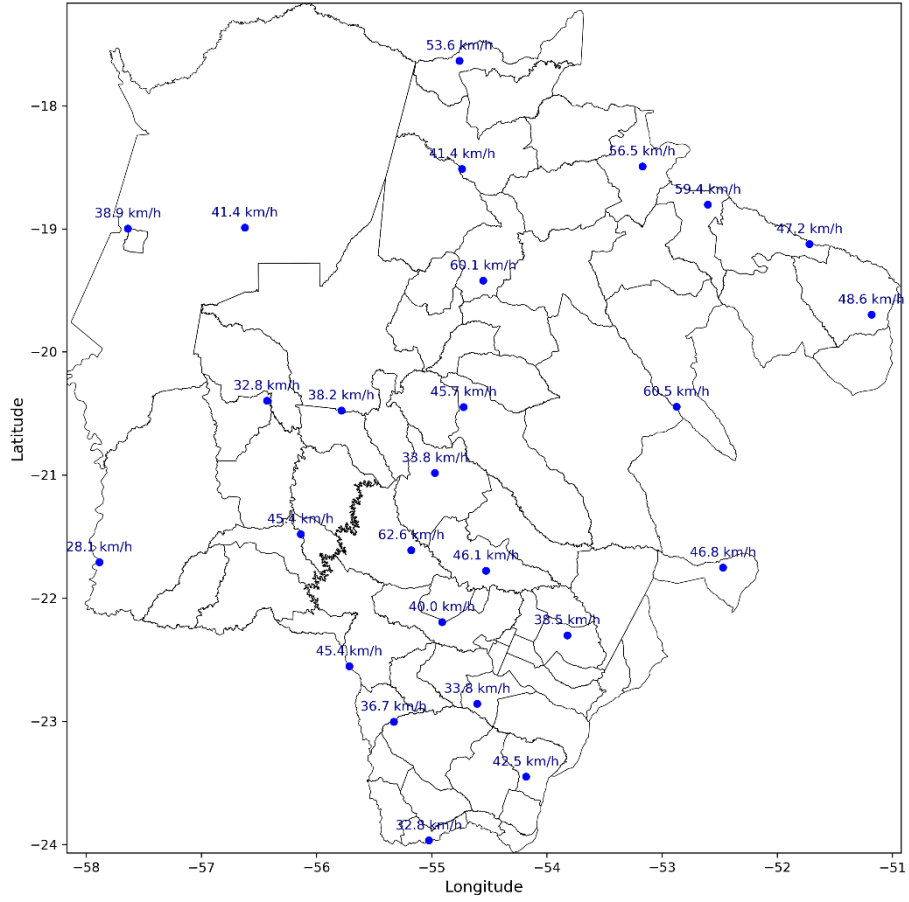 53.6 km/h
−18
56.5 km/h
41.4 km/h
59.4 km/h
38.9 km/h
41.4 km/h
−19
47.2 km/h
60.1 km/h
48.6 km/h
−20
32.8 km/h
38.2 km/h
45.7 km/h
60.5 km/h
Latitude
−21
33.8 km/h
45.4 km/h
28.1 km/h
62.6 km/h
46.1 km/h
46.8 km/h
−22
40.0 km/h
38.5 km/h
45.4 km/h
33.8 km/h
36.7 km/h
−23
42.5 km/h
32.8 km/h
−24
−58 −57 −56 −55 −54 −53 −52 −51
Longitude